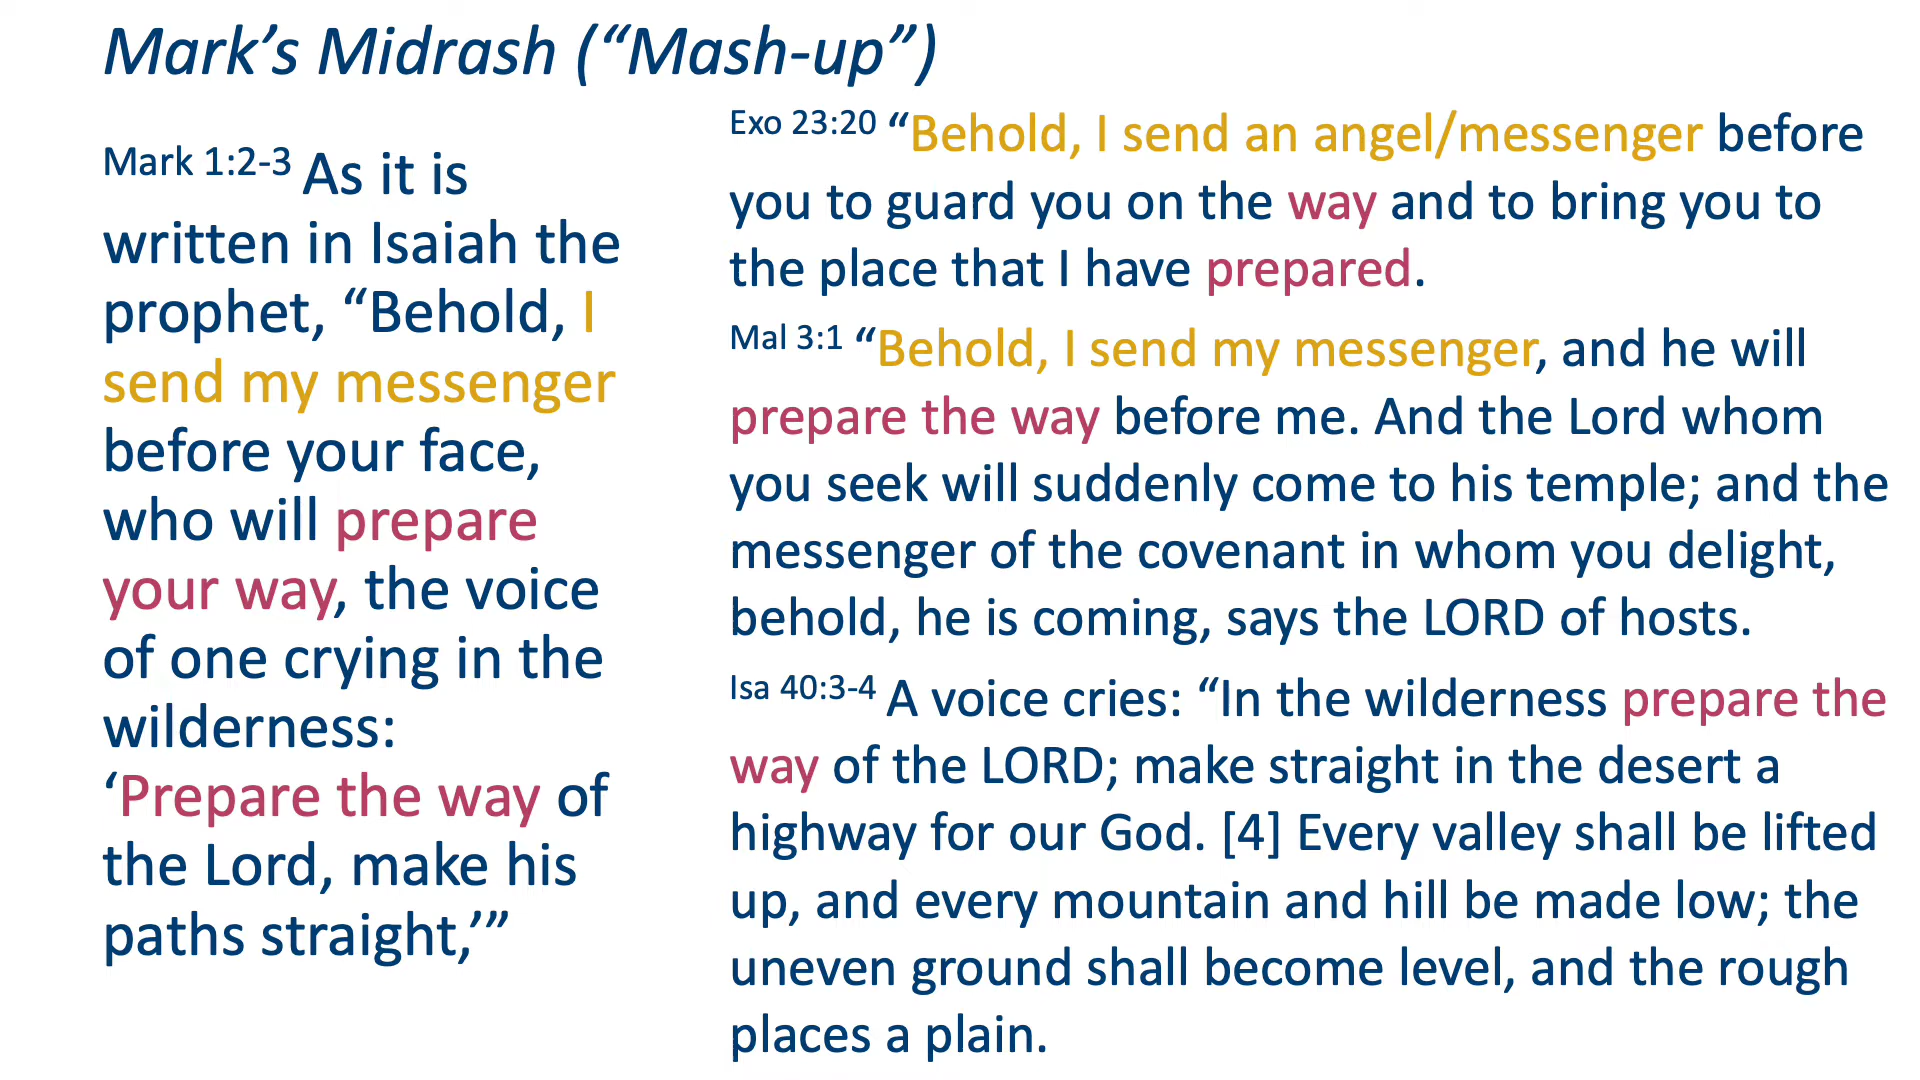 Mark’s Midrash (“Mash-up”)
Mark 1:2-3 As it is
written in Isaiah the
prophet, “Behold, I
send my messenger
before your face,
who will prepare
your way, the voice
of one crying in the
wilderness:
‘Prepare the way of
the Lord, make his
paths straight,’”
Exo 23:20 “Behold, I send an angel/messenger before
you to guard you on the way and to bring you to
the place that I have prepared.
Mal 3:1 “Behold, I send my messenger, and he will
prepare the way before me. And the Lord whom
you seek will suddenly come to his temple; and the
messenger of the covenant in whom you delight,
behold, he is coming, says the LORD of hosts.
Isa 40:3-4 A voice cries: “In the wilderness prepare the
way of the LORD; make straight in the desert a
highway for our God. [4] Every valley shall be lifted
up, and every mountain and hill be made low; the
uneven ground shall become level, and the rough
places a plain.